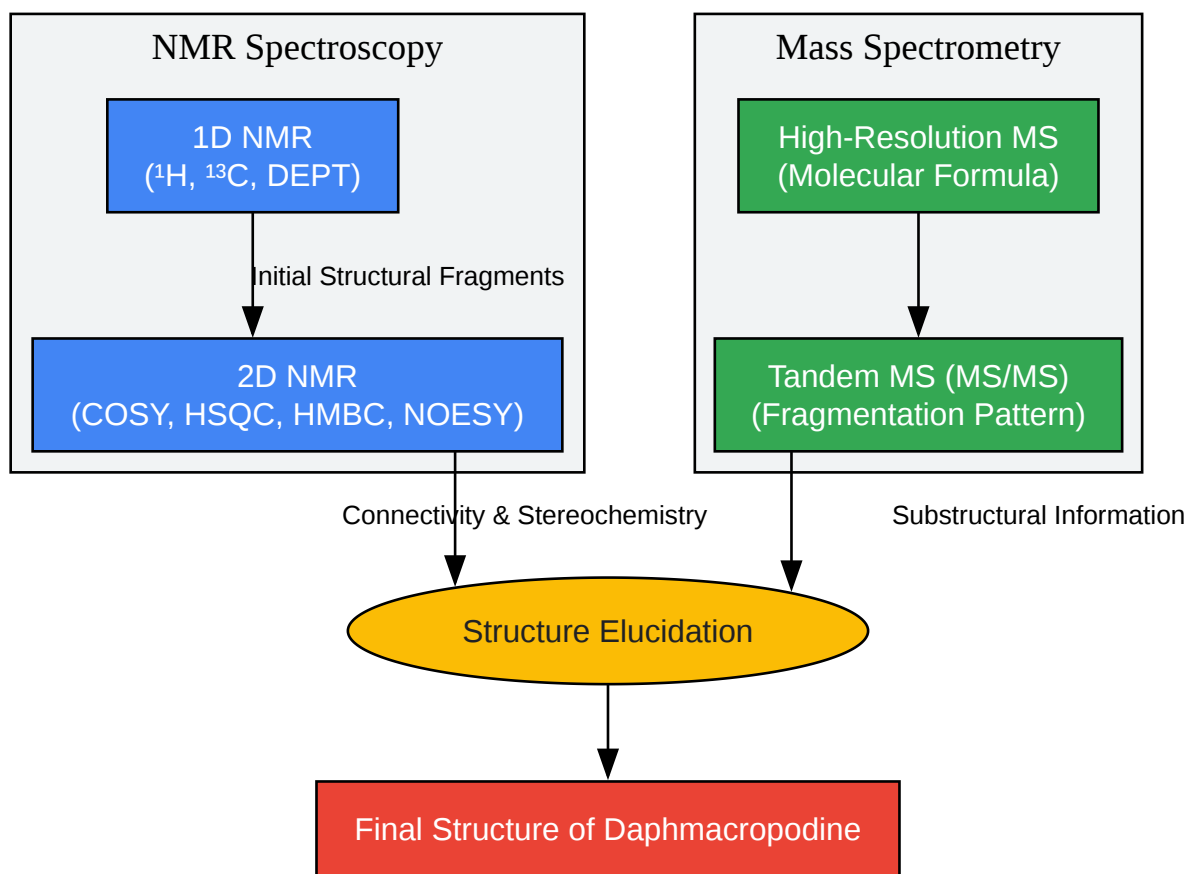 NMR Spectroscopy
1D NMR
(¹H, ¹³C, DEPT)
Initial Structural Fragments
2D NMR
(COSY, HSQC, HMBC, NOESY)
Mass Spectrometry
High-Resolution MS
(Molecular Formula)
Tandem MS (MS/MS)
(Fragmentation Pattern)
Connectivity & Stereochemistry
Substructural Information
Structure Elucidation
Final Structure of Daphmacropodine